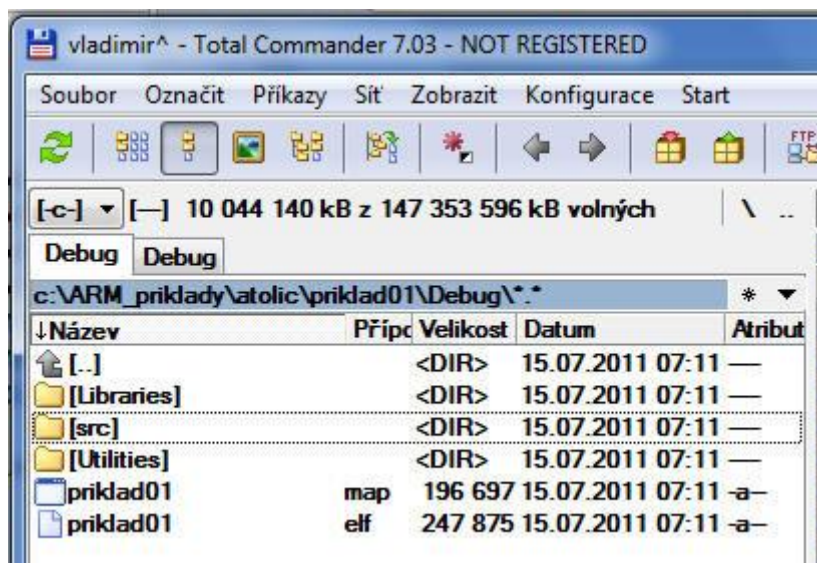 vladimir^ - Total Commander 7.03 - NOT REGISTERED
Soubor Označit Příkazy Síť Zobrazit Konfigurace Start
FTP
[-c-] [—] 10 044 140 kB z 147 353 596 kB volných \ ..
Debug Debug
c:\ARM_priklady\atolic\priklad01\Debug\*.* * ▼
↓Název Přípo Velikost Datum Atribut
[..] <DIR> 15.07.2011 07:11 —
[Libraries] <DIR> 15.07.2011 07:11 —
[src] <DIR> 15.07.2011 07:11 —
[Utilities] <DIR> 15.07.2011 07:11 —
priklad01 map 196 697 15.07.2011 07:11 -a--
priklad01 elf 247 875 15.07.2011 07:11 -a--